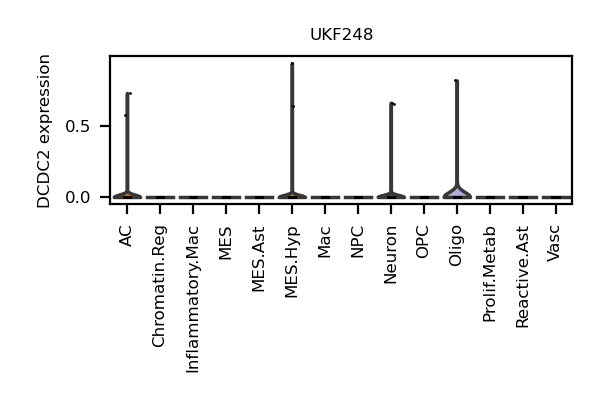 UKF248
DCDC2 expression
0.5
0.0
AC
Chromatin.Reg
Inflammatory.Mac
MES
MES.Ast
MES.Hyp
Mac
NPC
Neuron
OPC
Oligo
Prolif.Metab
Reactive.Ast
Vasc